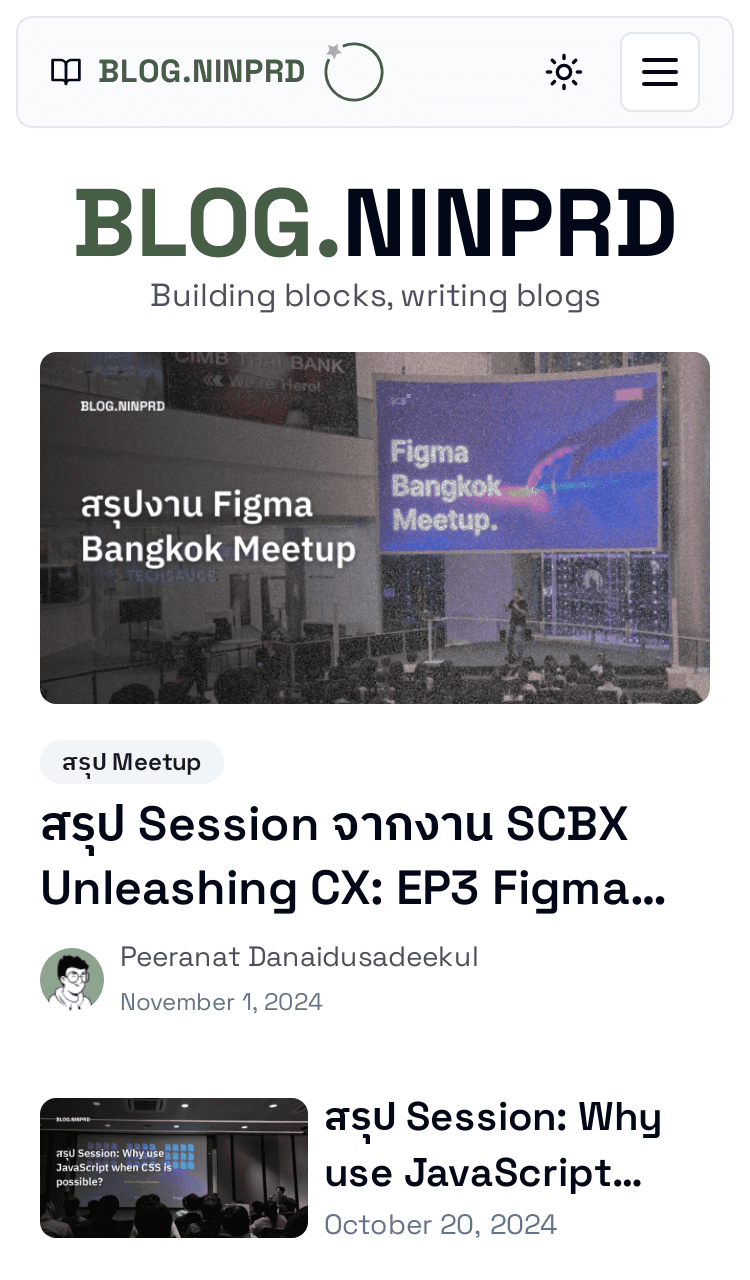 BLOG.NINPRD
BLOG.NINPRD
Building blocks, writing blogs
CIMB THAI BANK
We're Hero!
BLOG.NINPRD
SCBX
สรุปงาน Figma
Bangkok Meetup
Figma
Bangkok
Meetup.
TECHSAUCE
สรุป Meetup
สรุป Session จากงาน SCBX
Unleashing CX: EP3 Figma...
Peeranat Danaidusadeekul
November 1, 2024
BLOG.NINPRD
สรุป Session: Why use
JavaScript when CSS is
possible?
สรุป Session: Why
use JavaScript...
October 20, 2024